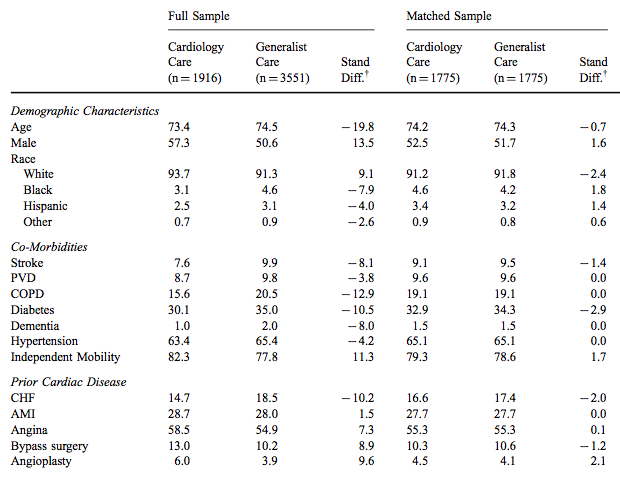 Full Sample Matched Sample
Cardiology Generalist Cardiology Generalist
Care Care Stand Care Care Stand
(n = 1916) (n = 3551) Diff.† (n = 1775) (n = 1775) Diff.†
Demographic Characteristics
Age 73.4 74.5 −19.8 74.2 74.3 −0.7
Male 57.3 50.6 13.5 52.5 51.7 1.6
Race
White 93.7 91.3 9.1 91.2 91.8 −2.4
Black 3.1 4.6 −7.9 4.6 4.2 1.8
Hispanic 2.5 3.1 −4.0 3.4 3.2 1.4
Other 0.7 0.9 −2.6 0.9 0.8 0.6
Co-Morbidities
Stroke 7.6 9.9 −8.1 9.1 9.5 −1.4
PVD 8.7 9.8 −3.8 9.6 9.6 0.0
COPD 15.6 20.5 −12.9 19.1 19.1 0.0
Diabetes 30.1 35.0 −10.5 32.9 34.3 −2.9
Dementia 1.0 2.0 −8.0 1.5 1.5 0.0
Hypertension 63.4 65.4 −4.2 65.1 65.1 0.0
Independent Mobility 82.3 77.8 11.3 79.3 78.6 1.7
Prior Cardiac Disease
CHF 14.7 18.5 −10.2 16.6 17.4 −2.0
AMI 28.7 28.0 1.5 27.7 27.7 0.0
Angina 58.5 54.9 7.3 55.3 55.3 0.1
Bypass surgery 13.0 10.2 8.9 10.3 10.6 −1.2
Angioplasty 6.0 3.9 9.6 4.5 4.1 2.1